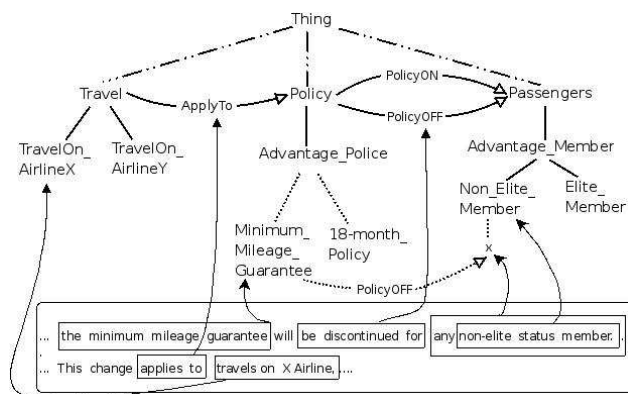 Thing
PolicyON
Travel ApplyTo Policy Passengers
PolicyOFF
TravelOn_ TravelOn_ Advantage_Police Advantage_Member
AirlineX AirlineY
Non_Elite_ Elite_
Member Member
Minimum_ 18-month_
Mileage_ Policy x
Guarantee
PolicyOFF
... the minimum mileage guarantee will be discontinued for any non-elite status member. .
.
... This change applies to travels on X Airline, ....